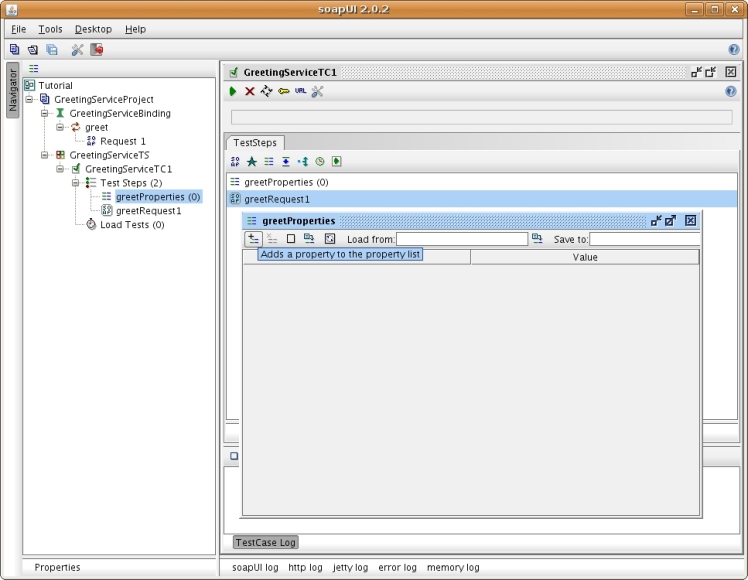 soapUI 2.0.2
File Tools Desktop Help
Navigator
Tutorial
GreetingServiceProject
GreetingServiceBinding
greet
Request 1
GreetingServiceTS
GreetingServiceTC1
Test Steps (2)
greetProperties (0)
greetRequest1
Load Tests (0)
Properties
GreetingServiceTC1
URL
TestSteps
greetProperties (0)
greetRequest1
greetProperties
Load from: Save to:
Adds a property to the property list
Value
TestCase Log
soapUI log http log jetty log error log memory log